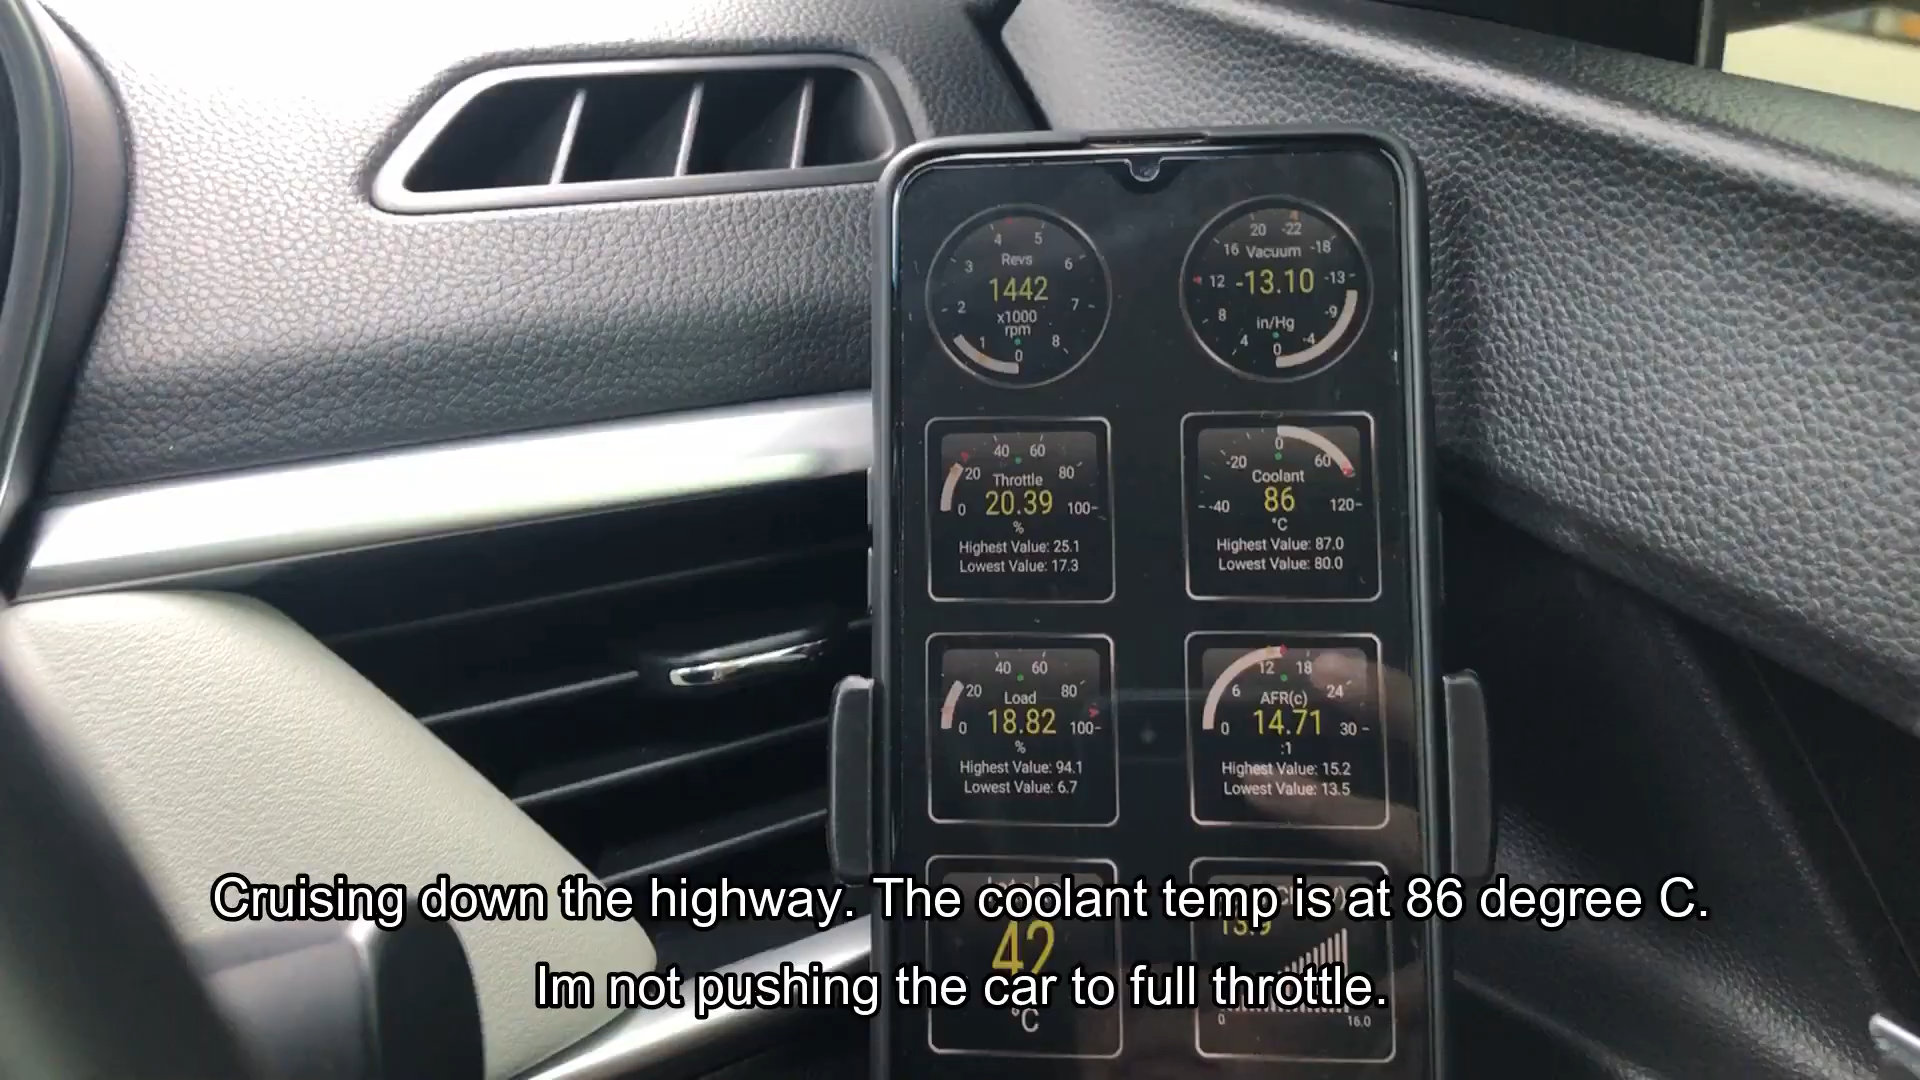 4 5
3 Revs 6
1442
2 x1000 7
rpm
1 0 8
20 -22
16 Vacuum -18
12 -13.10 -13
8 in/Hg -9
4 0 -4
40 60
20 Throttle 80
0 20.39 100
%
Highest Value: 25.1
Lowest Value: 17.3
0
-20 60
Coolant
-40 86 120
°C
Highest Value: 87.0
Lowest Value: 80.0
40 60
20 Load 80
0 18.82 100
%
Highest Value: 94.1
Lowest Value: 6.7
12 18
6 AFR(c) 24
0 14.71 30
:1
Highest Value: 15.2
Lowest Value: 13.5
42
°C
13.9
0 16.0
Cruising down the highway. The coolant temp is at 86 degree C.
Im not pushing the car to full throttle.